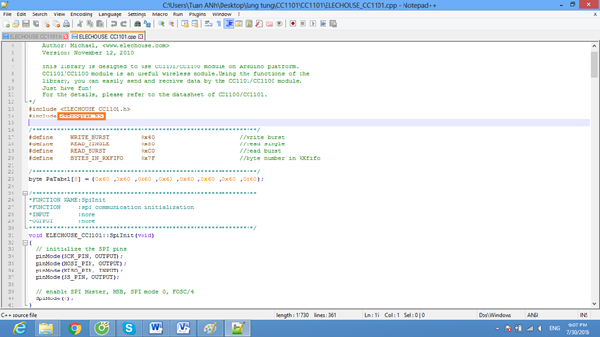 C:\Users\Tuan ANh\Desktop\lung tung\CC1101\CC1101\ELECHOUSE_CC1101.cpp - Notepad++
File Edit Search View Encoding Language Settings Macro Run Plugins Window ?
ELECHOUSE_CC1101.cpp
Author: Michael, <www.elechouse.com>
Version: November 12, 2010
This library is designed to use CC1101/CC1100 module on Arduino platform.
CC1101/CC1100 module is an useful wireless module.Using the functions of the
library, you can easily send and receive data by the CC1101/CC1100 module.
Just have fun!
For the details, please refer to the datasheet of CC1100/CC1101.
*/
#include <ELECHOUSE_CC1101.h>
#include
#define WRITE_BURST 0x40 //write burst
#define READ_SINGLE 0x80 //read single
#define READ_BURST 0xC0 //read burst
#define BYTES_IN_RXFIFO 0x7F //byte number in RXfifo
byte PaTabel[8] = {0x60 ,0x60 ,0x60 ,0x60 ,0x60 ,0x60 ,0x60 ,0x60};
*FUNCTION NAME:SpiInit
*FUNCTION :spi communication initialization
*INPUT :none
*OUTPUT :none
void ELECHOUSE_CC1101::SpiInit(void)
{
// initialize the SPI pins
pinMode(SCK_PIN, OUTPUT);
pinMode(MOSI_PIN, OUTPUT);
pinMode(MISO_PIN, INPUT);
pinMode(SS_PIN, OUTPUT);
// enable SPI Master, MSB, SPI mode 0, FOSC/4
SpiMode(0);
}
C++ source file length : 11730 lines : 361 Col : 1 Sel : 0 | 0 Dos\Windows ANSI INS
ENG 9:07 PM
7/30/2015